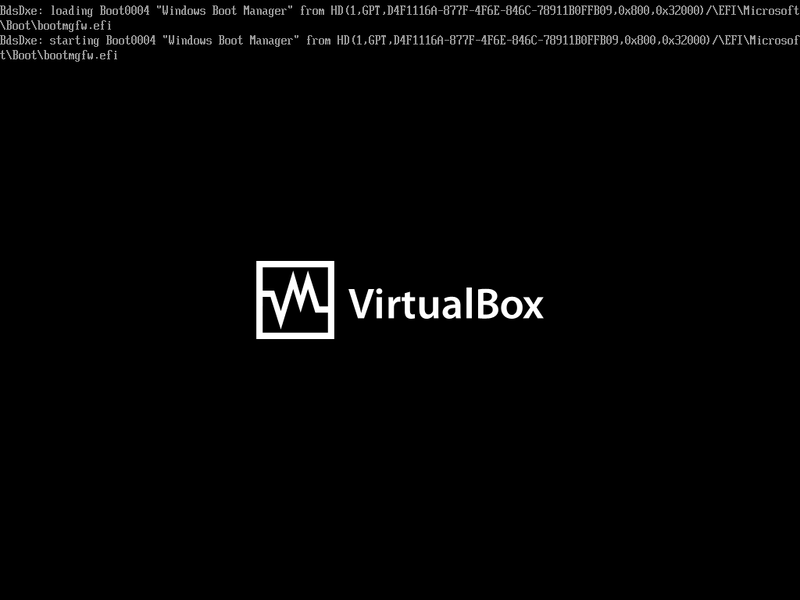 BdsDxe: loading Boot0004 "Windows Boot Manager" from HD(1,GPT,D4F1116A-877F-4F6E-846C-78911B0FFB09,0x800,0x32000)/\EFI\Microsoft
\Boot\bootmgfw.efi
BdsDxe: starting Boot0004 "Windows Boot Manager" from HD(1,GPT,D4F1116A-877F-4F6E-846C-78911B0FFB09,0x800,0x32000)/\EFI\Microsof
t\Boot\bootmgfw.efi
VirtualBox